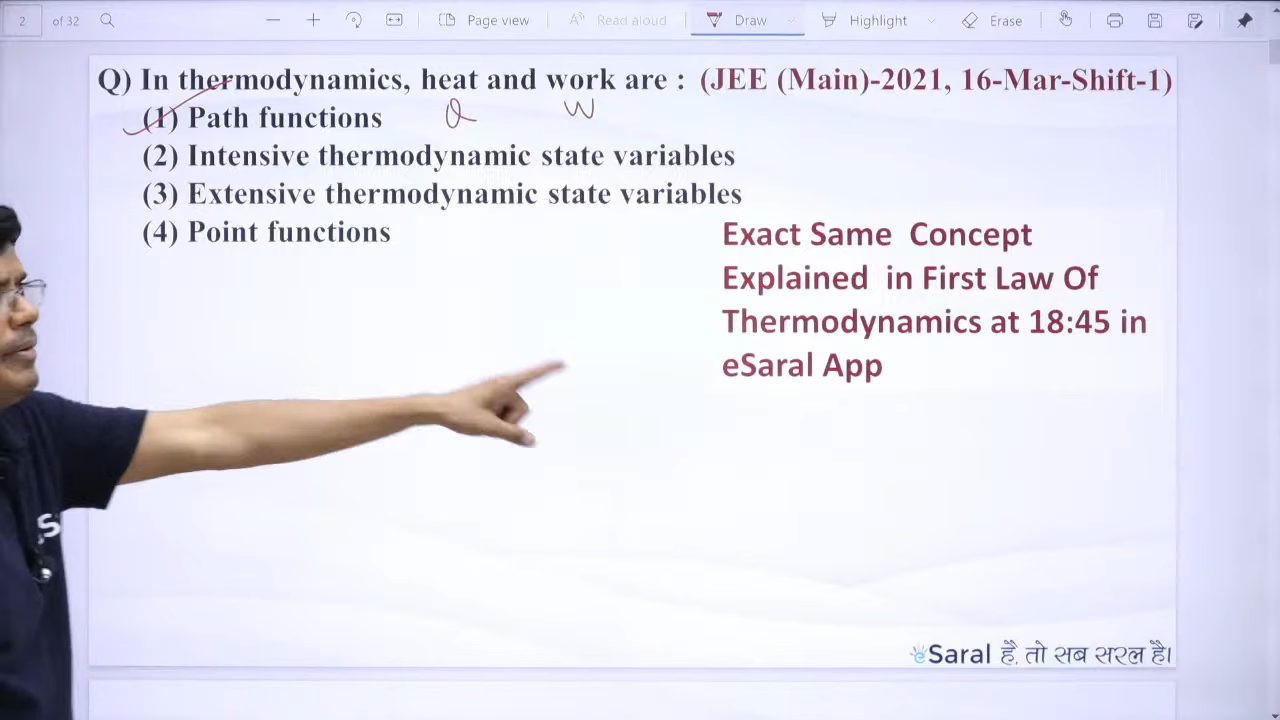 2 of 32 Page view Read aloud Draw Highlight Erase
Q) In thermodynamics, heat and work are : (JEE (Main)-2021, 16-Mar-Shift-1)
(1) Path functions Q W
(2) Intensive thermodynamic state variables
(3) Extensive thermodynamic state variables
(4) Point functions
Exact Same Concept
Explained in First Law Of
Thermodynamics at 18:45 in
eSaral App
eSaral है, तो सब सरल है।